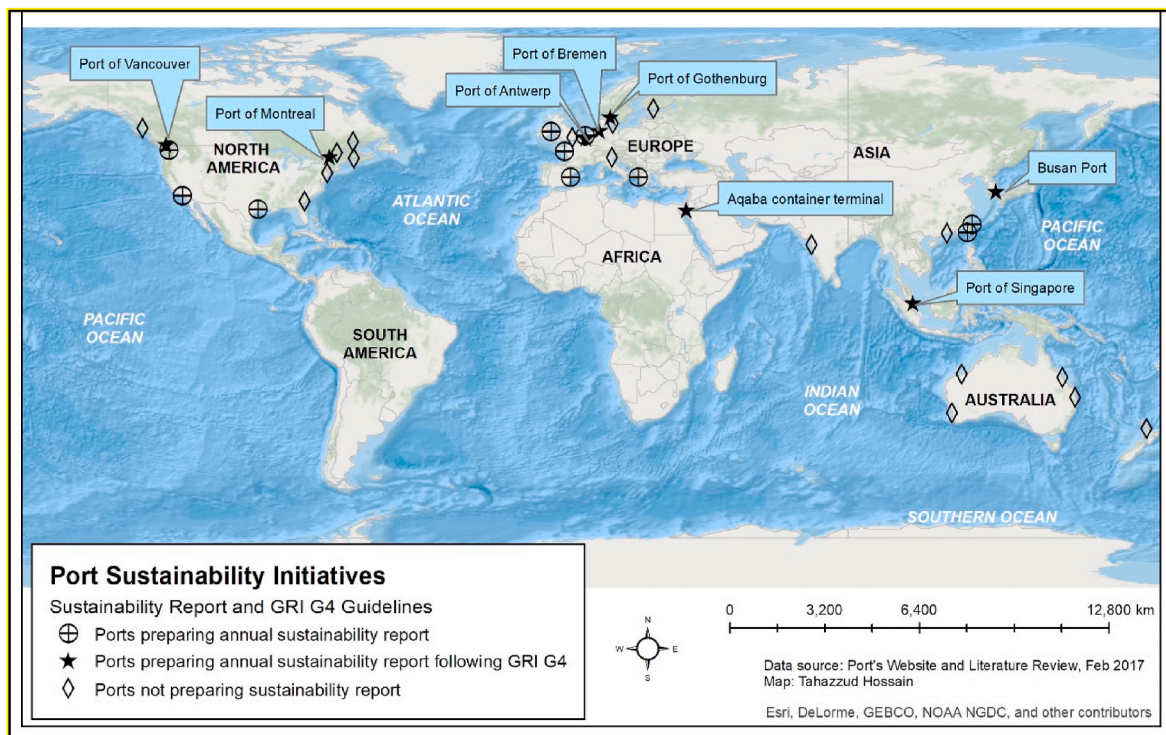 Port of Bremen
Port of Vancouver
Port of Gothenburg
Port of Antwerp
Port of Montreal
NORTH
AMERICA
EUROPE
ASIA
Busan Port
Aqaba container terminal
ATLANTIC
OCEAN
PACIFIC
OCEAN
AFRICA
Port of Singapore
PACIFIC
OCEAN
SOUTH
AMERICA
INDIAN
OCEAN
AUSTRALIA
SOUTHERN OCEAN
Port Sustainability Initiatives
Sustainability Report and GRI G4 Guidelines
Ports preparing annual sustainability report
Ports preparing annual sustainability report following GRI G4
Ports not preparing sustainability report
N
W E
S
0 3,200 6,400 12,800 km
Data source: Port's Website and Literature Review, Feb 2017
Map: Tahazzud Hossain
Esri, DeLorme, GEBCO, NOAA NGDC, and other contributors